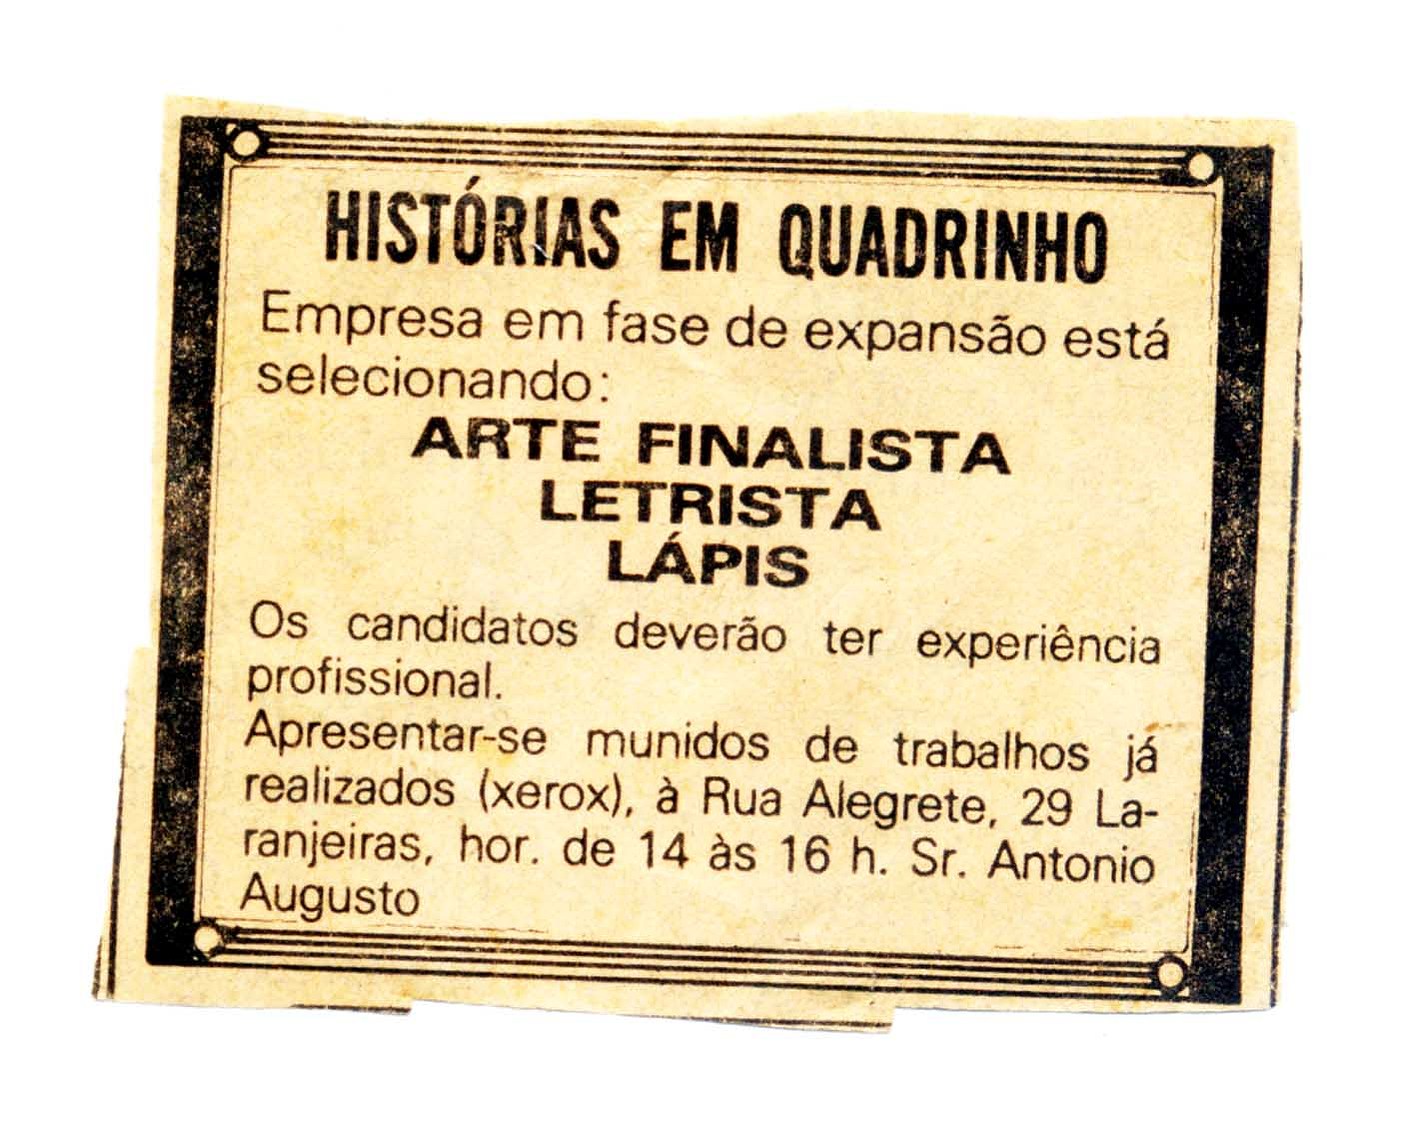 HISTÓRIAS EM QUADRINHO
Empresa em fase de expansão está
selecionando:
ARTE FINALISTA
LETRISTA
LÁPIS
Os candidatos deverão ter experiência
profissional.
Apresentar-se munidos de trabalhos já
realizados (xerox), à Rua Alegrete, 29 La-
ranjeiras, hor. de 14 às 16 h. Sr. Antonio
Augusto